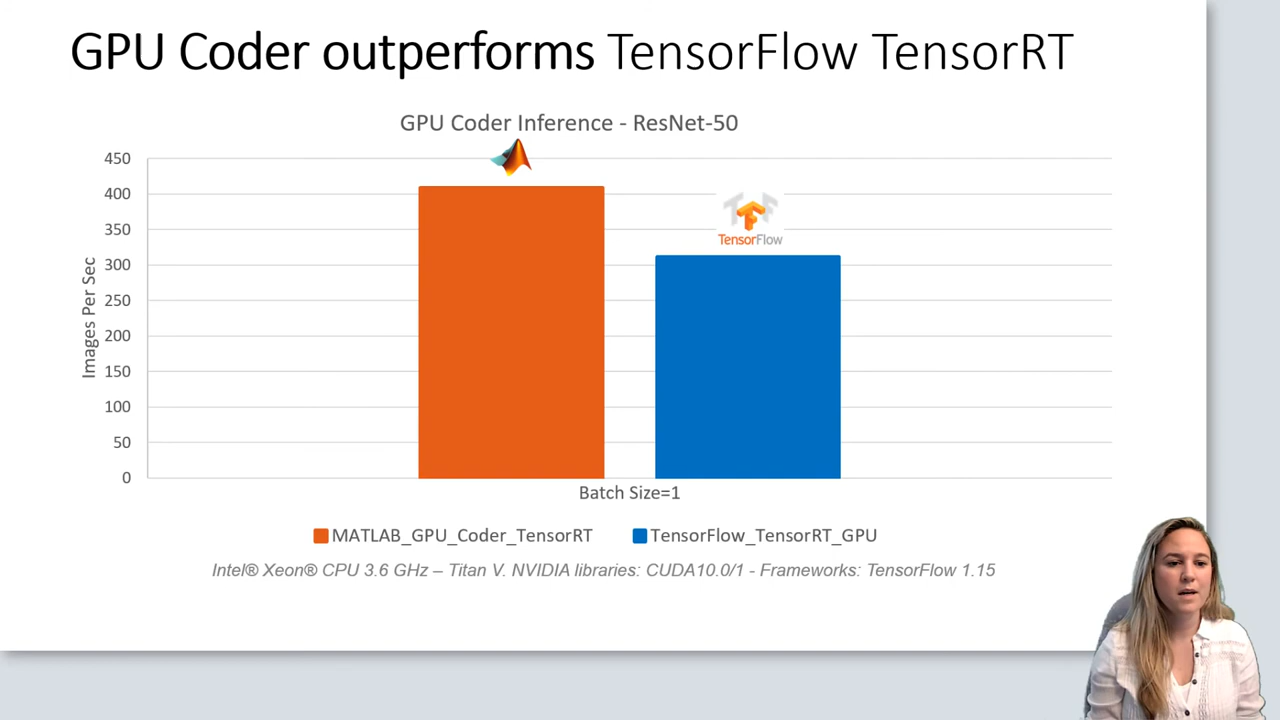 GPU Coder outperforms TensorFlow TensorRT
GPU Coder Inference - ResNet-50
450
400
350
300
250
200
150
100
50
0
Images Per Sec
TensorFlow
Batch Size=1
MATLAB_GPU_Coder_TensorRT
TensorFlow_TensorRT_GPU
Intel® Xeon® CPU 3.6 GHz – Titan V. NVIDIA libraries: CUDA10.0/1 - Frameworks: TensorFlow 1.15